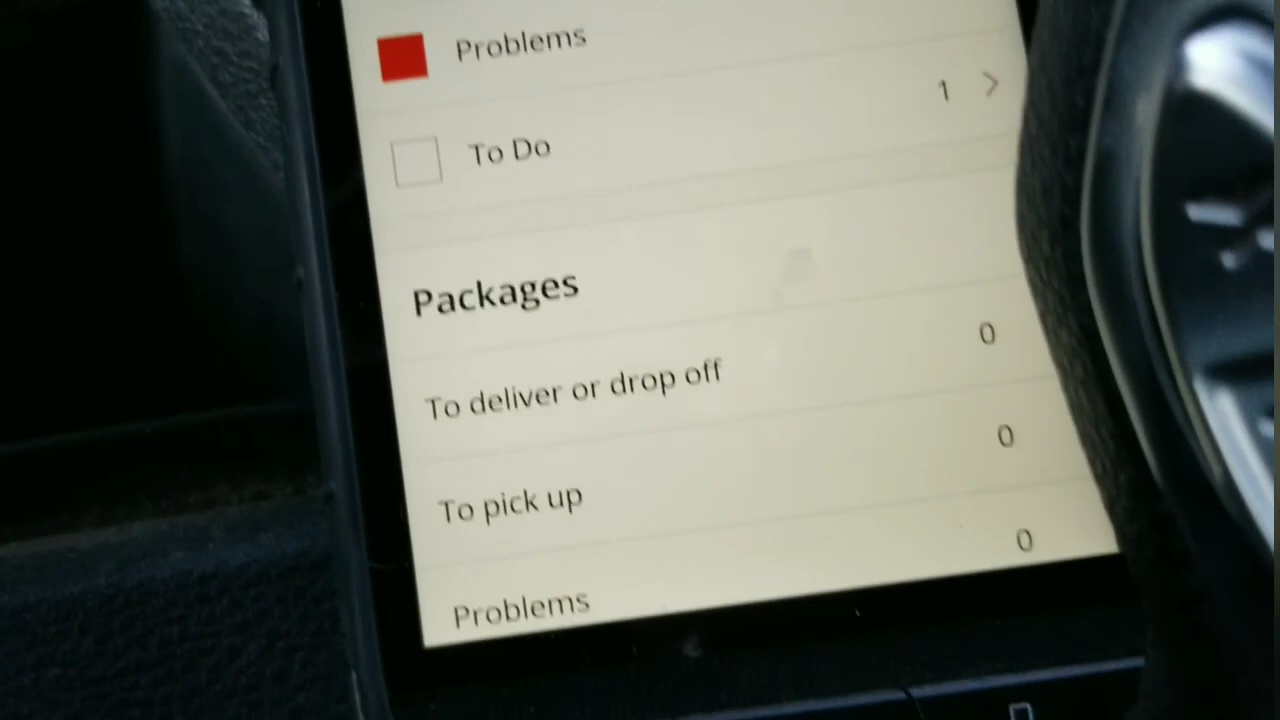 Problems
To Do 1 >
Packages
To deliver or drop off 0
To pick up 0
Problems 0